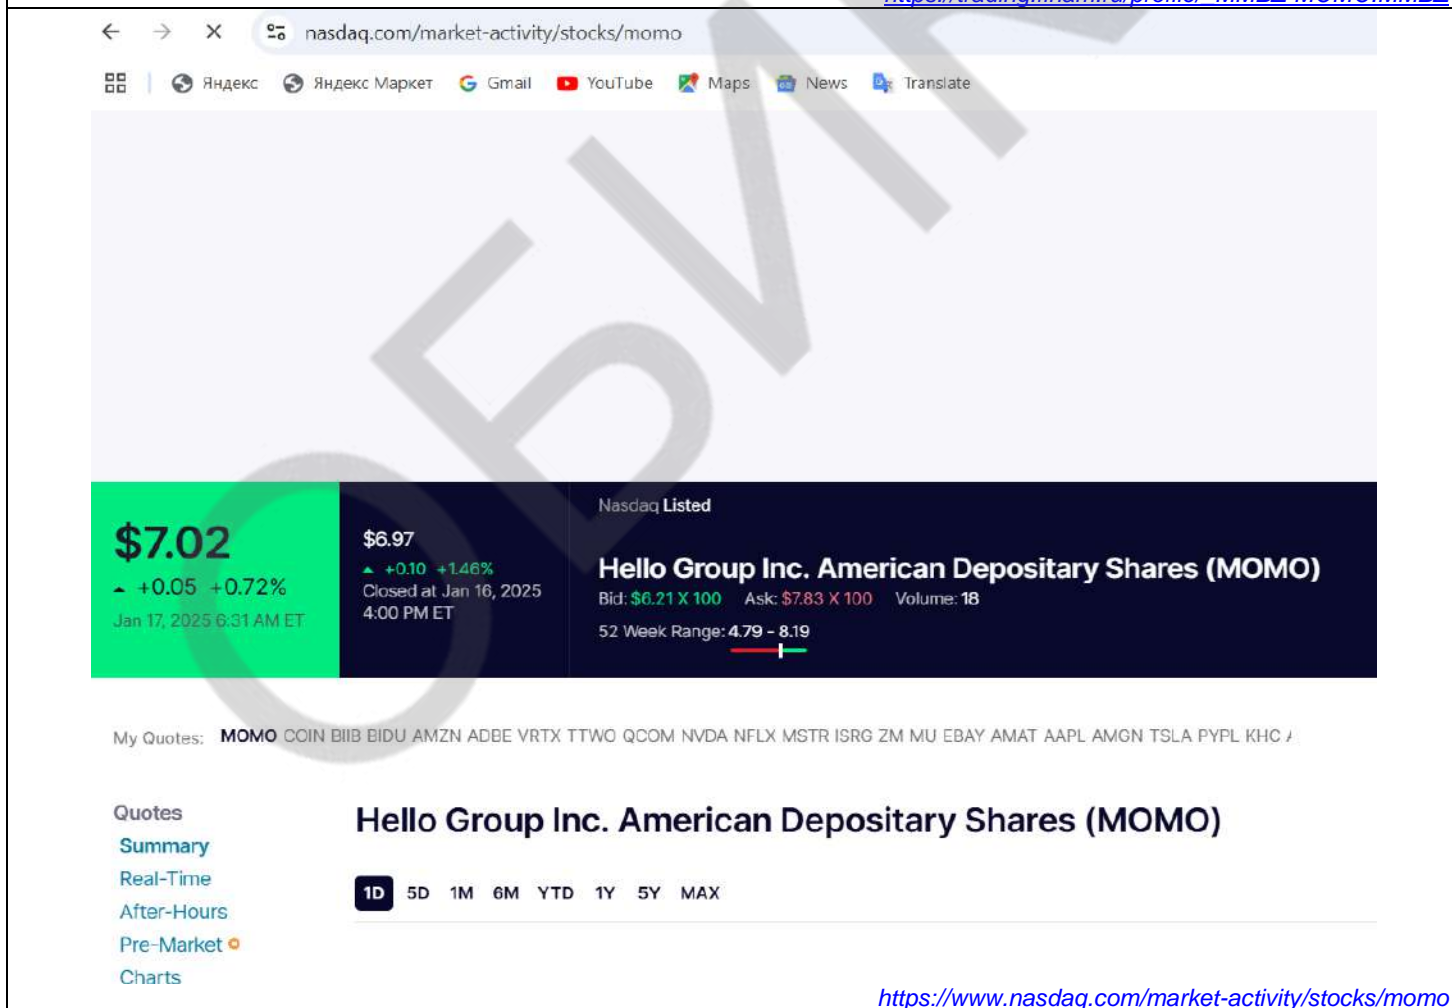 nasdaq.com/market-activity/stocks/momo
Яндекс Яндекс Маркет Gmail YouTube Maps News Translate
ОБИК
Nasdaq Listed
$7.02
+0.05 +0.72%
Jan 17, 2025 6:31 AM ET
$6.97
+0.10 +1.46%
Closed at Jan 16, 2025
4:00 PM ET
Hello Group Inc. American Depositary Shares (MOMO)
Bid: $6.21 X 100 Ask: $7.83 X 100 Volume: 18
52 Week Range: 4.79 - 8.19
My Quotes: MOMO COIN BIIB BIDU AMZN ADBE VRTX TTWO QCOM NVDA NFLX MSTR ISRG ZM MU EBAY AMAT AAPL AMGN TSLA PYPL KHC
Quotes
Summary
Real-Time
After-Hours
Pre-Market
Charts
Hello Group Inc. American Depositary Shares (MOMO)
1D 5D 1M 6M YTD 1Y 5Y MAX
https://www.nasdaq.com/market-activity/stocks/momo